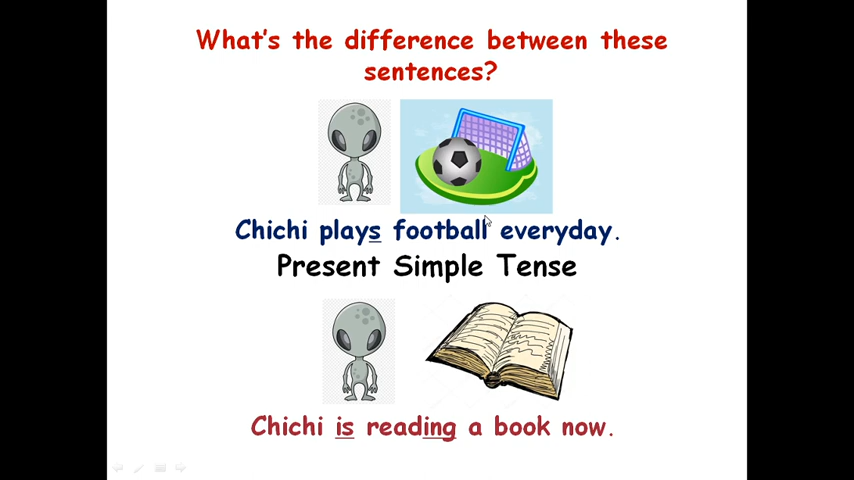 What's the difference between these
sentences?
Chichi plays football everyday.
Present Simple Tense
Chichi is reading a book now.